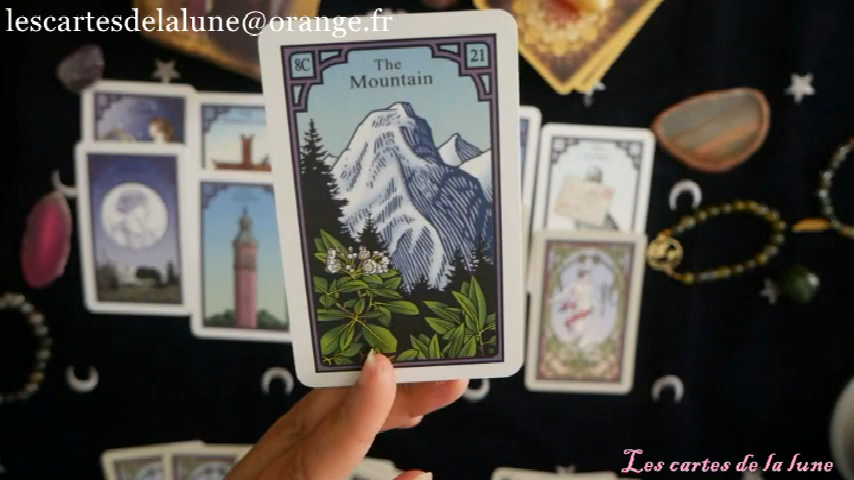 lescartesdelalune@orange.fr
8C
The
Mountain
21
Les cartes de la lune